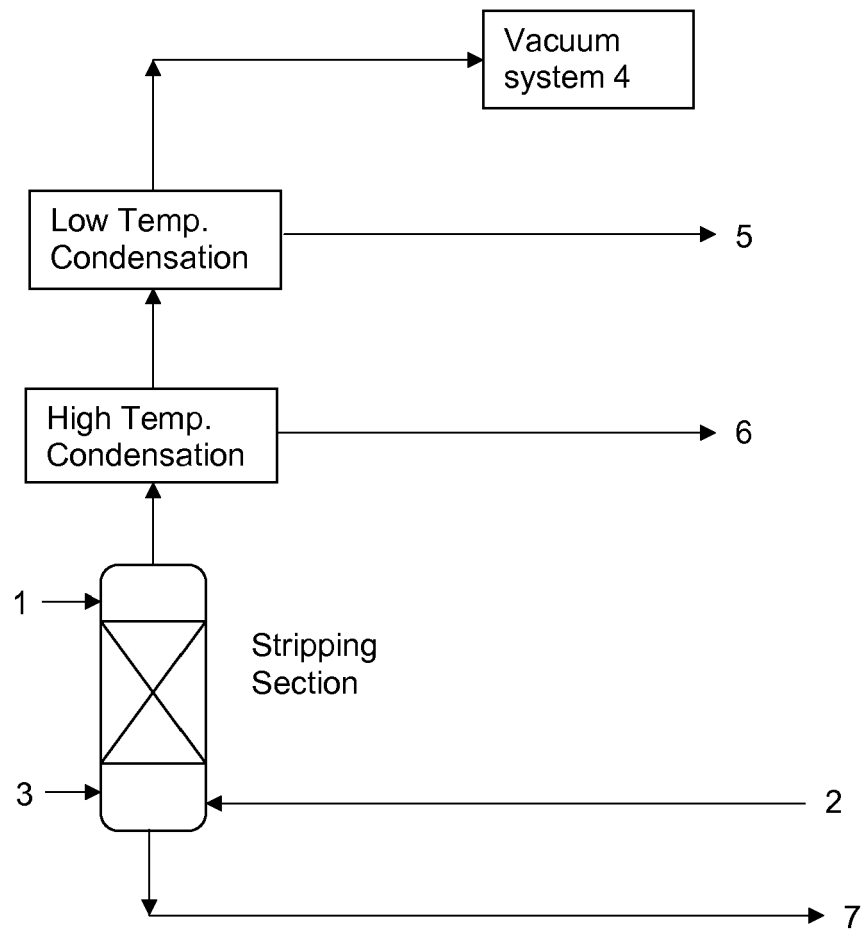 Vacuum
system 4
Low Temp.
Condensation
5
High Temp.
Condensation
6
1
Stripping
Section
3
2
7